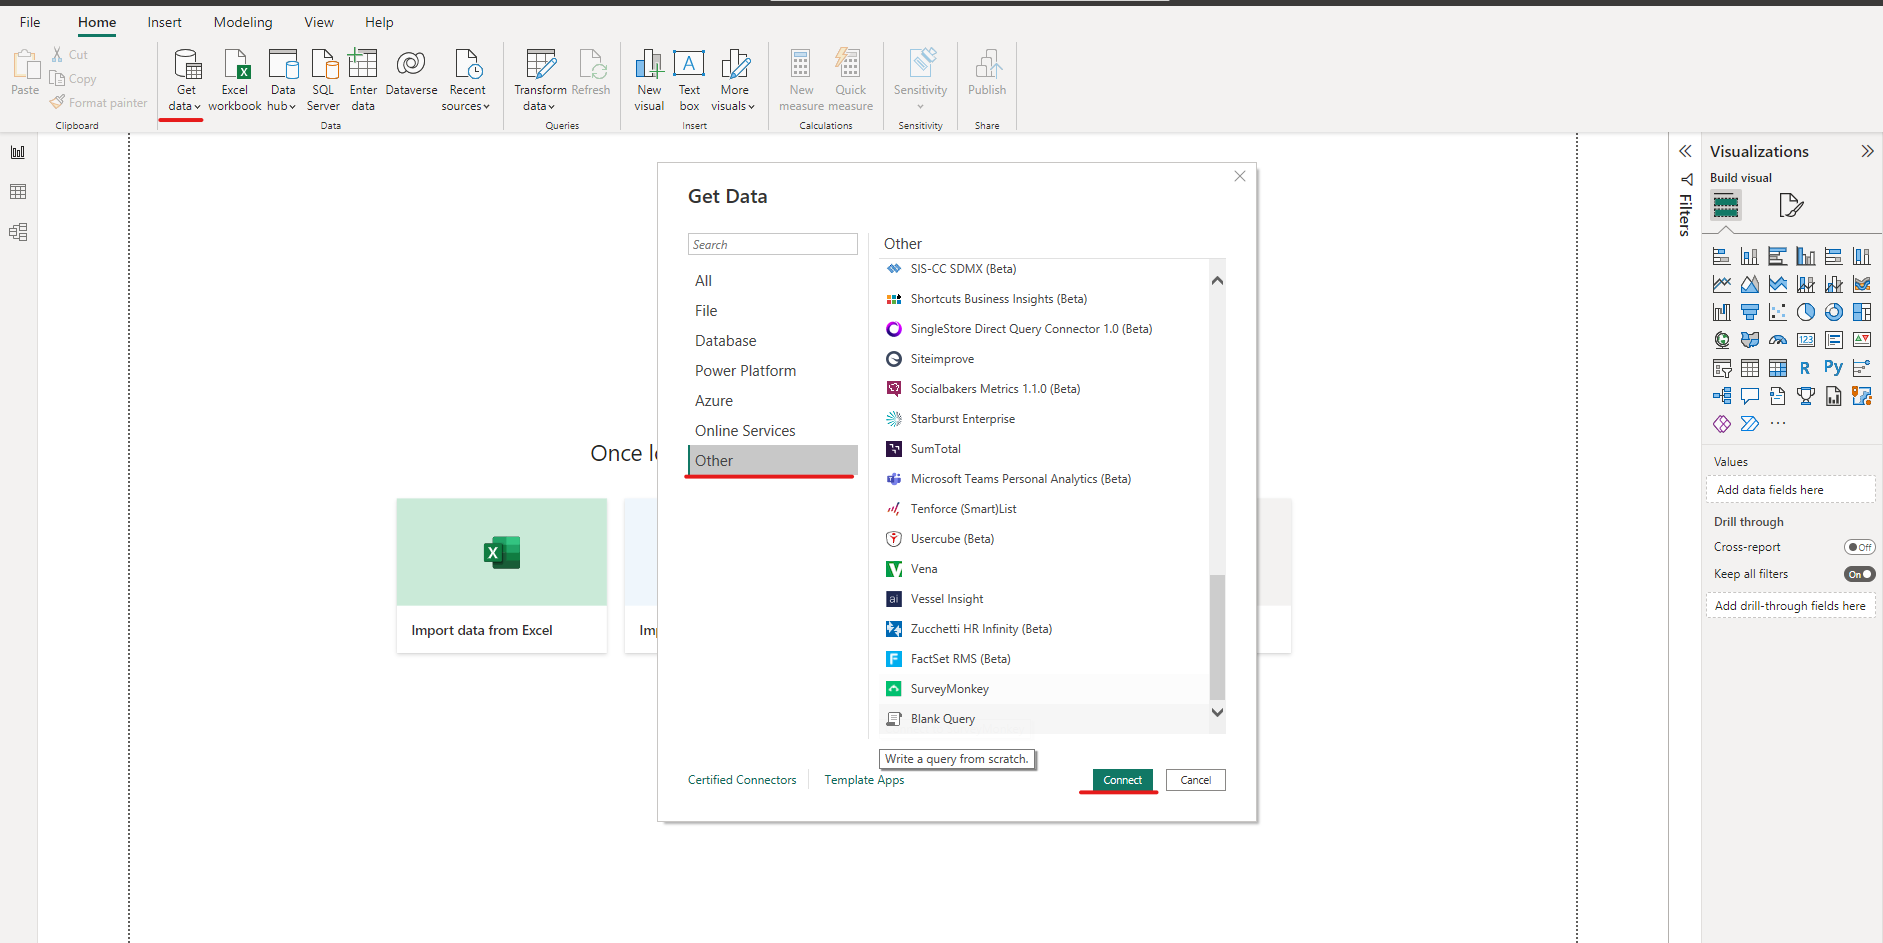 File
Home
Insert
Modeling
View
Help
Paste
Cut
Copy
Format painter
Clipboard
Get data
Excel workbook
Data hub
SQL Server
Enter data
Dataverse
Recent sources
Data
Transform data
Refresh
Queries
New visual
Text box
More visuals
Insert
New measure
Quick measure
Calculations
Sensitivity
Sensitivity
Publish
Share
Once l
Import data from Excel
Im
Get Data
Search
All
File
Database
Power Platform
Azure
Online Services
Other
Other
SIS-CC SDMX (Beta)
Shortcuts Business Insights (Beta)
SingleStore Direct Query Connector 1.0 (Beta)
Siteimprove
Socialbakers Metrics 1.1.0 (Beta)
Starburst Enterprise
SumTotal
Microsoft Teams Personal Analytics (Beta)
Tenforce (Smart)List
Usercube (Beta)
Vena
Vessel Insight
Zucchetti HR Infinity (Beta)
FactSet RMS (Beta)
SurveyMonkey
Blank Query
Write a query from scratch.
Certified Connectors
Template Apps
Connect
Cancel
Filters
Visualizations
Build visual
123
R
Py
Values
Add data fields here
Drill through
Cross-report
Off
Keep all filters
On
Add drill-through fields here